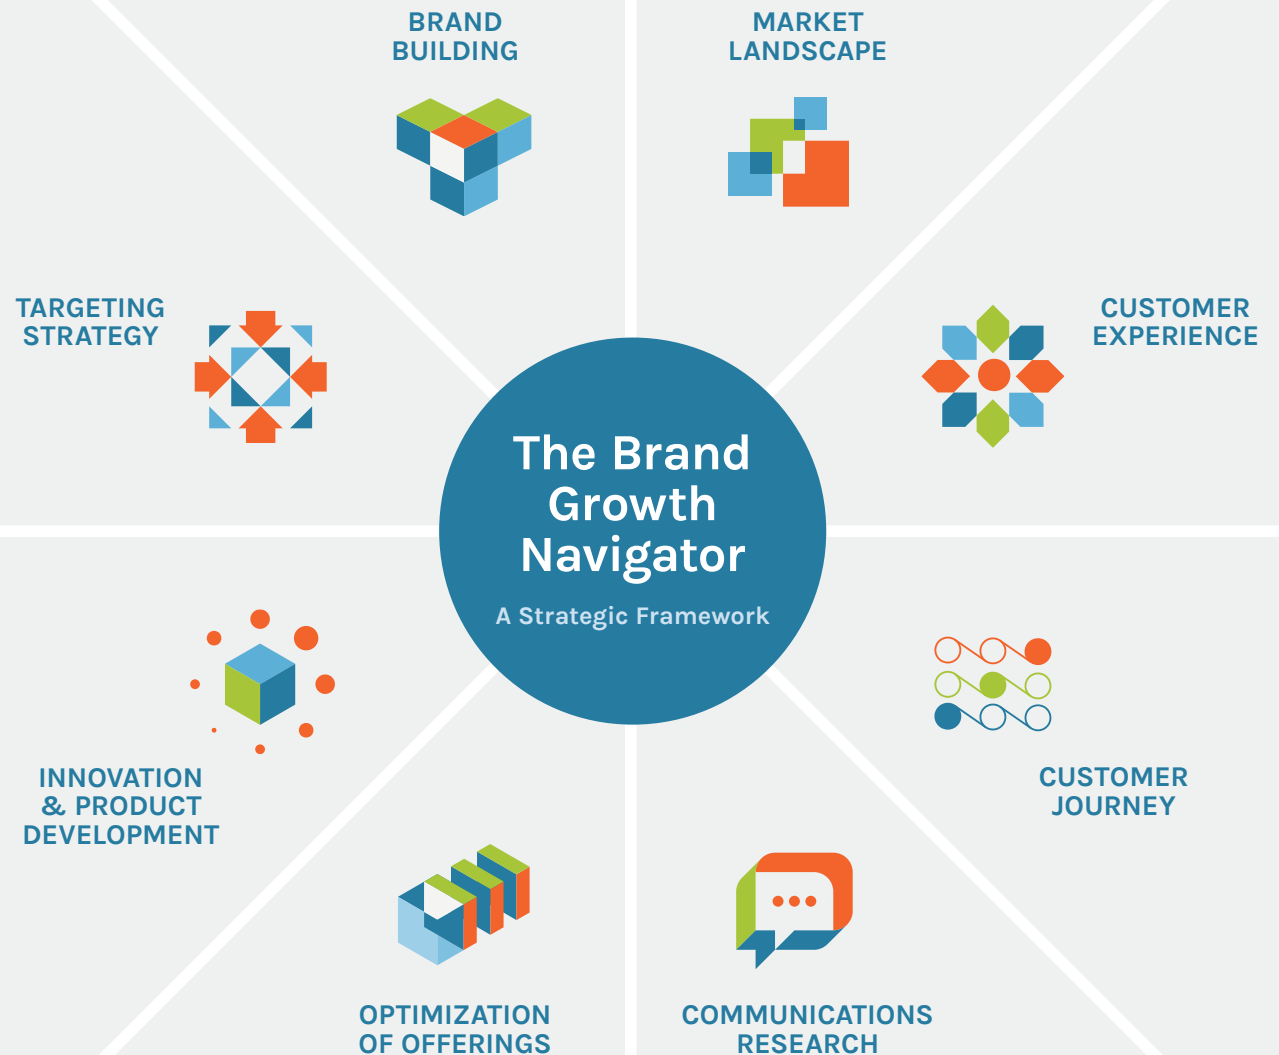 BRAND
BUILDING
MARKET
LANDSCAPE
TARGETING
STRATEGY
CUSTOMER
EXPERIENCE
The Brand
Growth
Navigator
A Strategic Framework
INNOVATION
& PRODUCT
DEVELOPMENT
CUSTOMER
JOURNEY
OPTIMIZATION
OF OFFERINGS
COMMUNICATIONS
RESEARCH